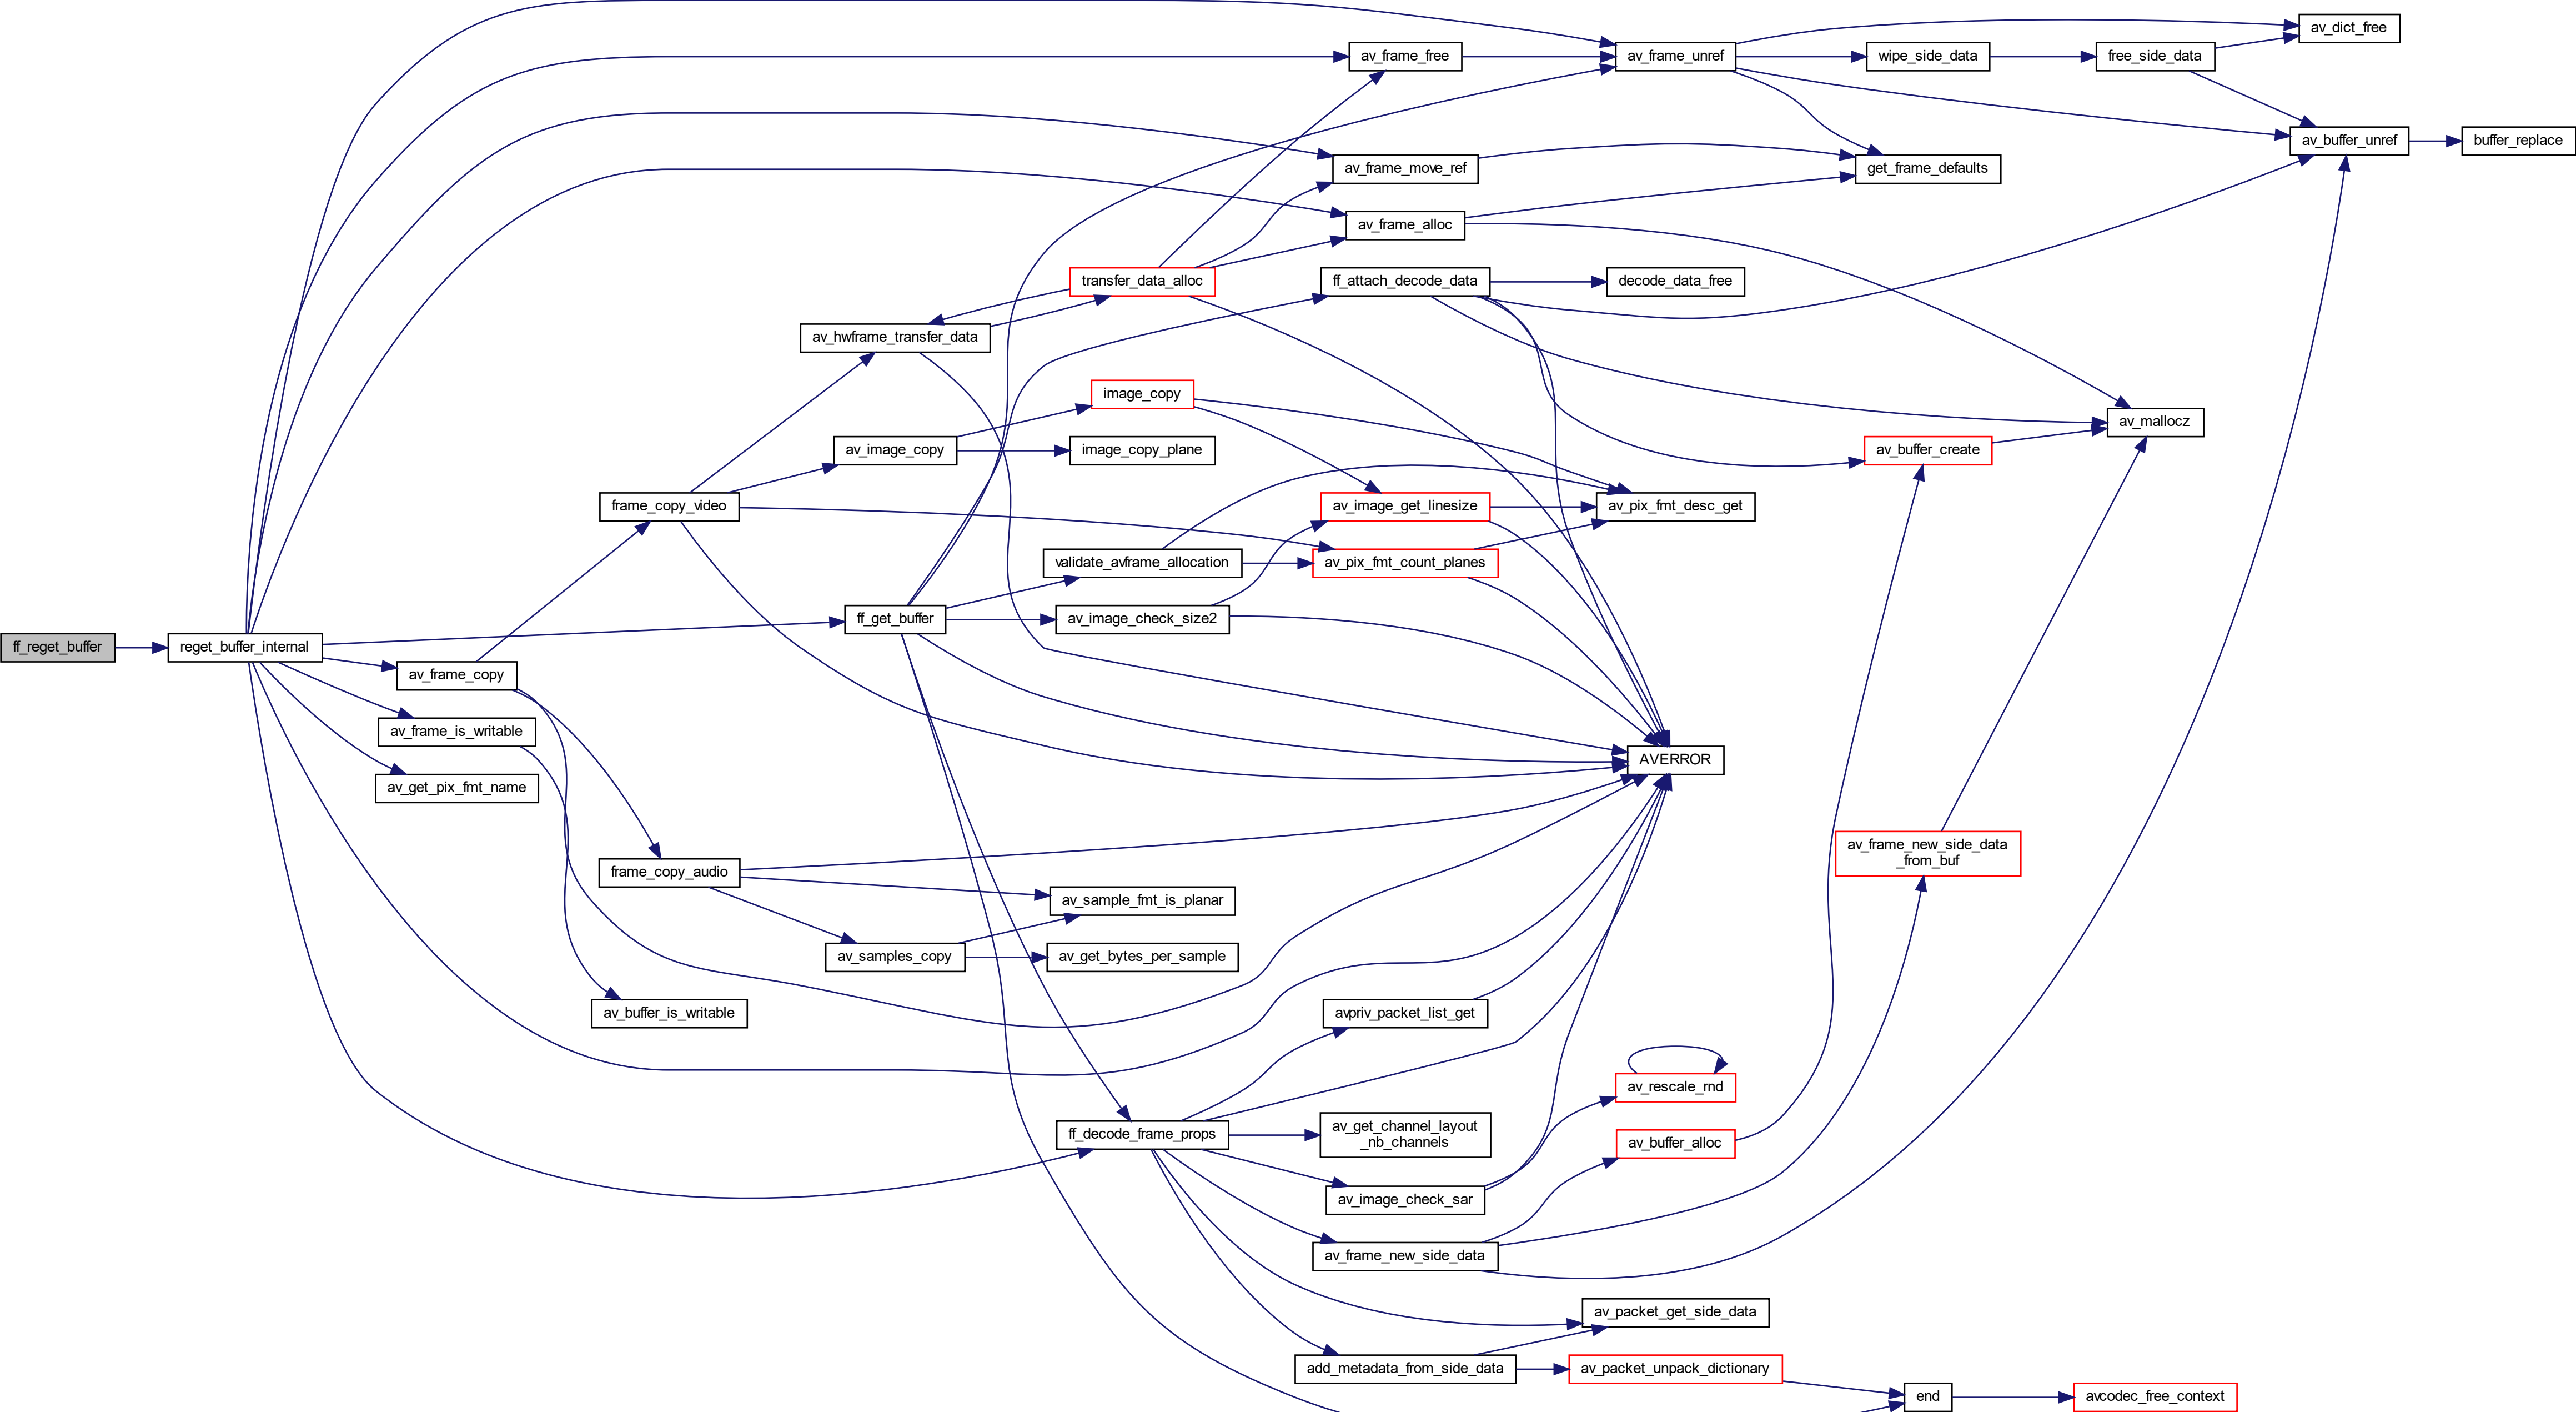 av_dict_free
av_frame_free
av_frame_unref
wipe_side_data
free_side_data
av_buffer_unref
buffer_replace
av_frame_move_ref
get_frame_defaults
av_frame_alloc
transfer_data_alloc
ff_attach_decode_data
decode_data_free
av_hwframe_transfer_data
image_copy
av_mallocz
av_image_copy
image_copy_plane
av_buffer_create
frame_copy_video
av_image_get_linesize
av_pix_fmt_desc_get
validate_avframe_allocation
av_pix_fmt_count_planes
ff_get_buffer
av_image_check_size2
ff_reget_buffer
reget_buffer_internal
av_frame_copy
av_frame_is_writable
AVERROR
av_get_pix_fmt_name
av_frame_new_side_data
_from_buf
frame_copy_audio
av_sample_fmt_is_planar
av_samples_copy
av_get_bytes_per_sample
av_buffer_is_writable
avpriv_packet_list_get
av_rescale_rnd
ff_decode_frame_props
av_get_channel_layout
_nb_channels
av_buffer_alloc
av_image_check_sar
av_frame_new_side_data
av_packet_get_side_data
add_metadata_from_side_data
av_packet_unpack_dictionary
end
avcodec_free_context